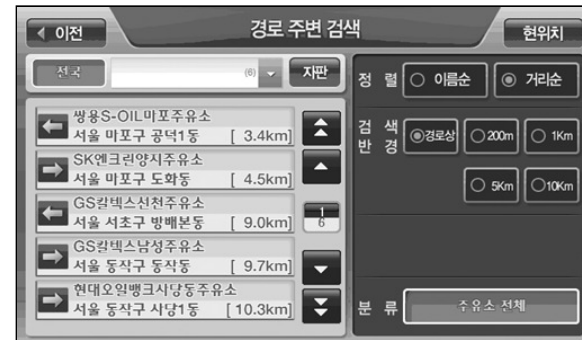 이전
경로 주변 검색
현위치
전국
(6)
자판
쌍용S-OIL마포주유소
서울 마포구 공덕1동 [ 3.4km]
SK엔크린양지주유소
서울 마포구 도화동 [ 4.5km]
GS칼텍스신천주유소
서울 서초구 방배본동 [ 9.0km]
GS칼텍스남성주유소
서울 동작구 동작동 [ 9.7km]
현대오일뱅크사당동주유소
서울 동작구 사당1동 [ 10.3km]
1
6
정 렬
이름순
거리순
검 색
반 경
경로상
200m
1Km
5Km
10Km
분 류
주유소 전체